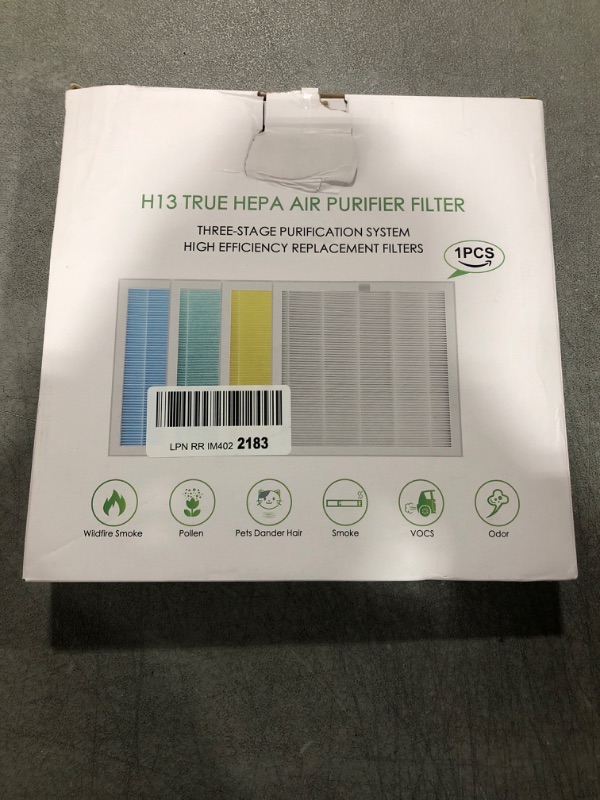 H13 TRUE HEPA AIR PURIFIER FILTER
THREE-STAGE PURIFICATION SYSTEM
HIGH EFFICIENCY REPLACEMENT FILTERS
1PCS
LPN RR IM402 2183
Wildfire Smoke
Pollen
Pets Dander Hair
Smoke
VOCS
Odor